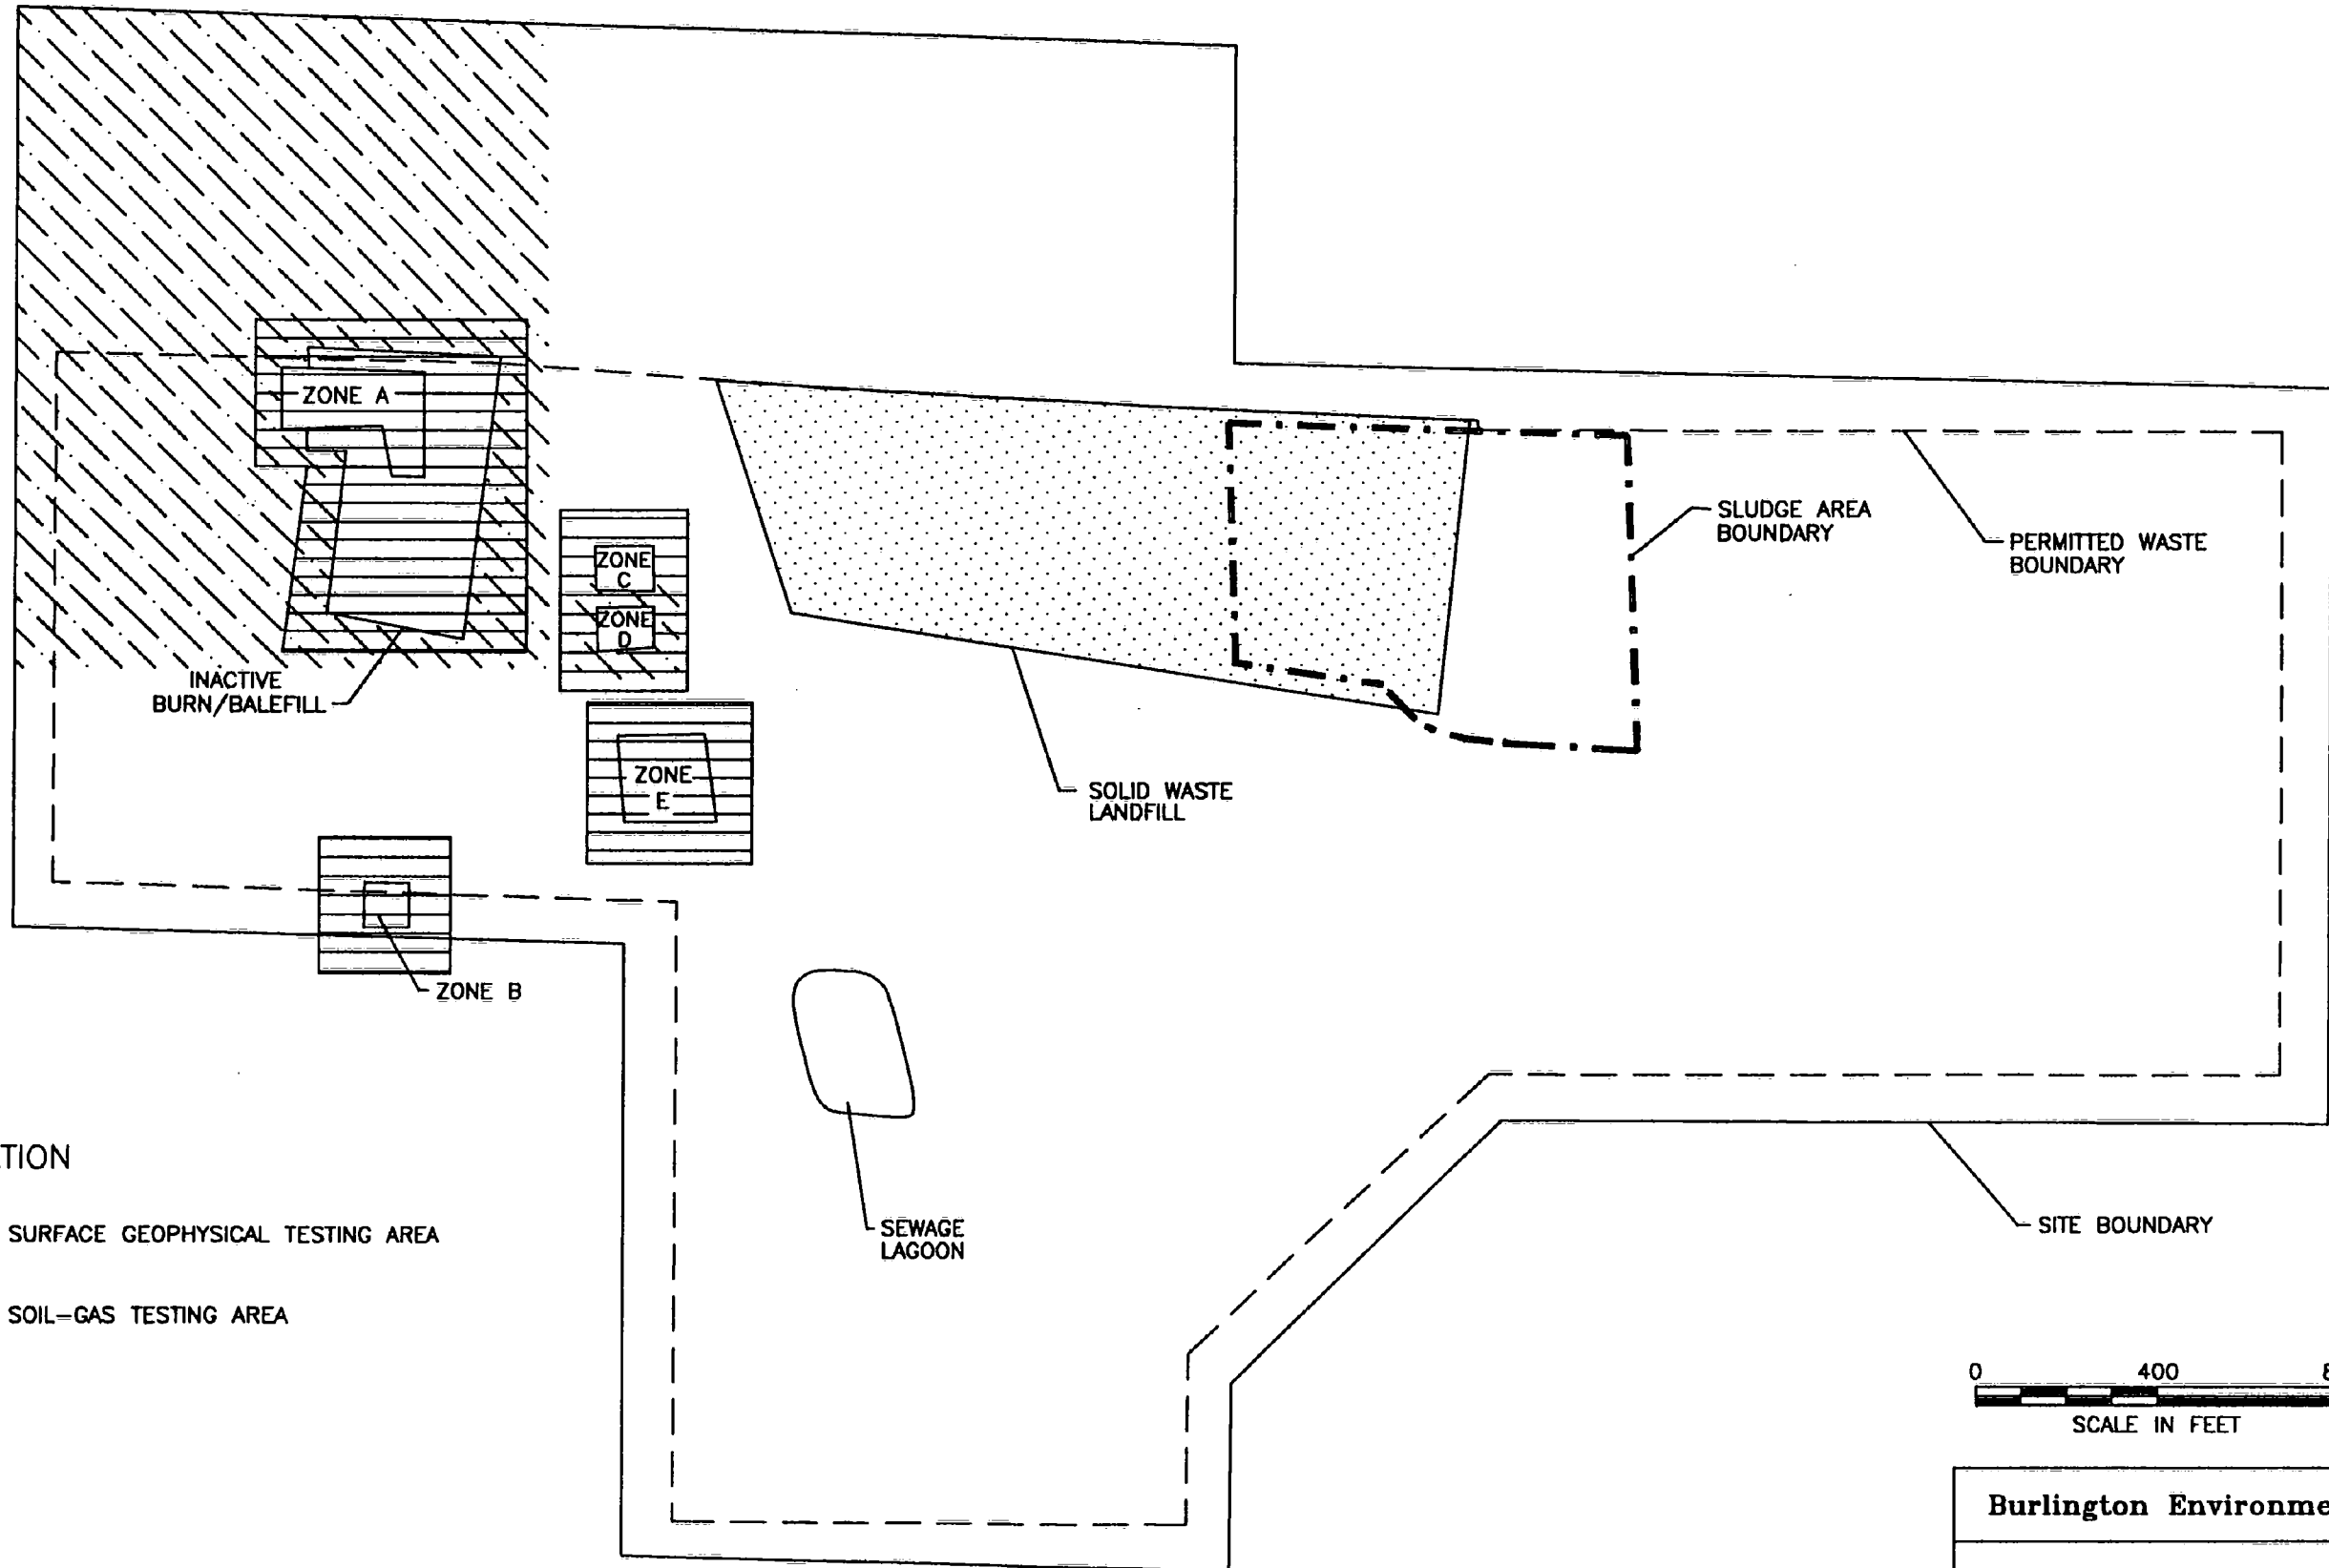 ZONE A
ZONE
C
ZONE
D
INACTIVE
BURN/BALEFILL
ZONE
E
ZONE B
SLUDGE AREA
BOUNDARY
PERMITTED WASTE
BOUNDARY
SOLID WASTE
LANDFILL
SEWAGE
LAGOON
SITE BOUNDARY
TION
SURFACE GEOPHYSICAL TESTING AREA
SOIL-GAS TESTING AREA
0 400
SCALE IN FEET
Burlington Environme